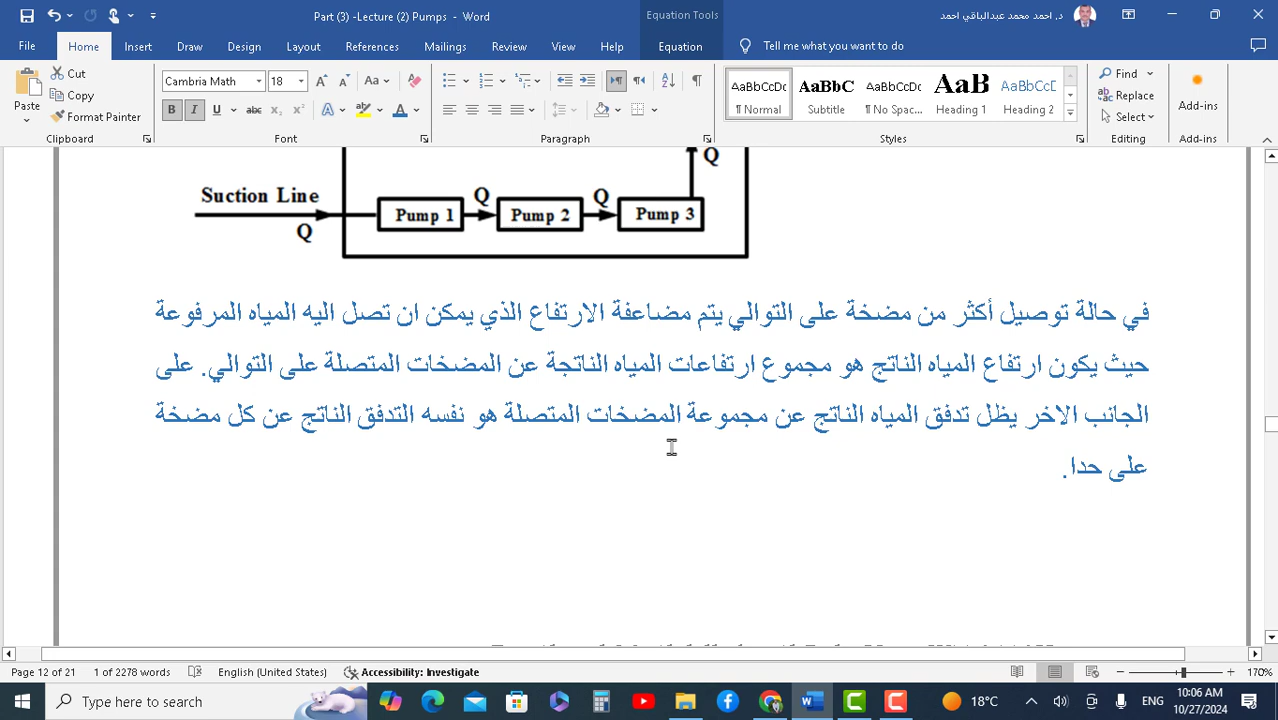 Part (3) -Lecture (2) Pumps - Word
Equation Tools
د. احمد محمد عبدالباقي احمد
File Home Insert Draw Design Layout References Mailings Review View Help Equation Tell me what you want to do
Paste
Cut
Copy
Format Painter
Clipboard
Cambria Math 18
Font
Paragraph
AaBbCcDc ¶ Normal
AaBbC Subtitle
AaBbCcDc ¶ No Spac...
AaB Heading 1
AaBbCcD Heading 2
Styles
Find
Replace
Select
Editing
Add-ins
Add-ins
Q
Suction Line
Q
Pump 1
Q
Pump 2
Q
Pump 3
في حالة توصيل أكثر من مضخة على التوالي يتم مضاعفة الارتفاع الذي يمكن ان تصل اليه المياه المرفوعة
حيث يكون ارتفاع المياه الناتج هو مجموع ارتفاعات المياه الناتجة عن المضخات المتصلة على التوالي. على
الجانب الاخر يظل تدفق المياه الناتج عن مجموعة المضخات المتصلة هو نفسه التدفق الناتج عن كل مضخة
على حدا.
Page 12 of 21 1 of 2278 words English (United States) Accessibility: Investigate 170%
Type here to search
18°C
ENG
10:06 AM
10/27/2024